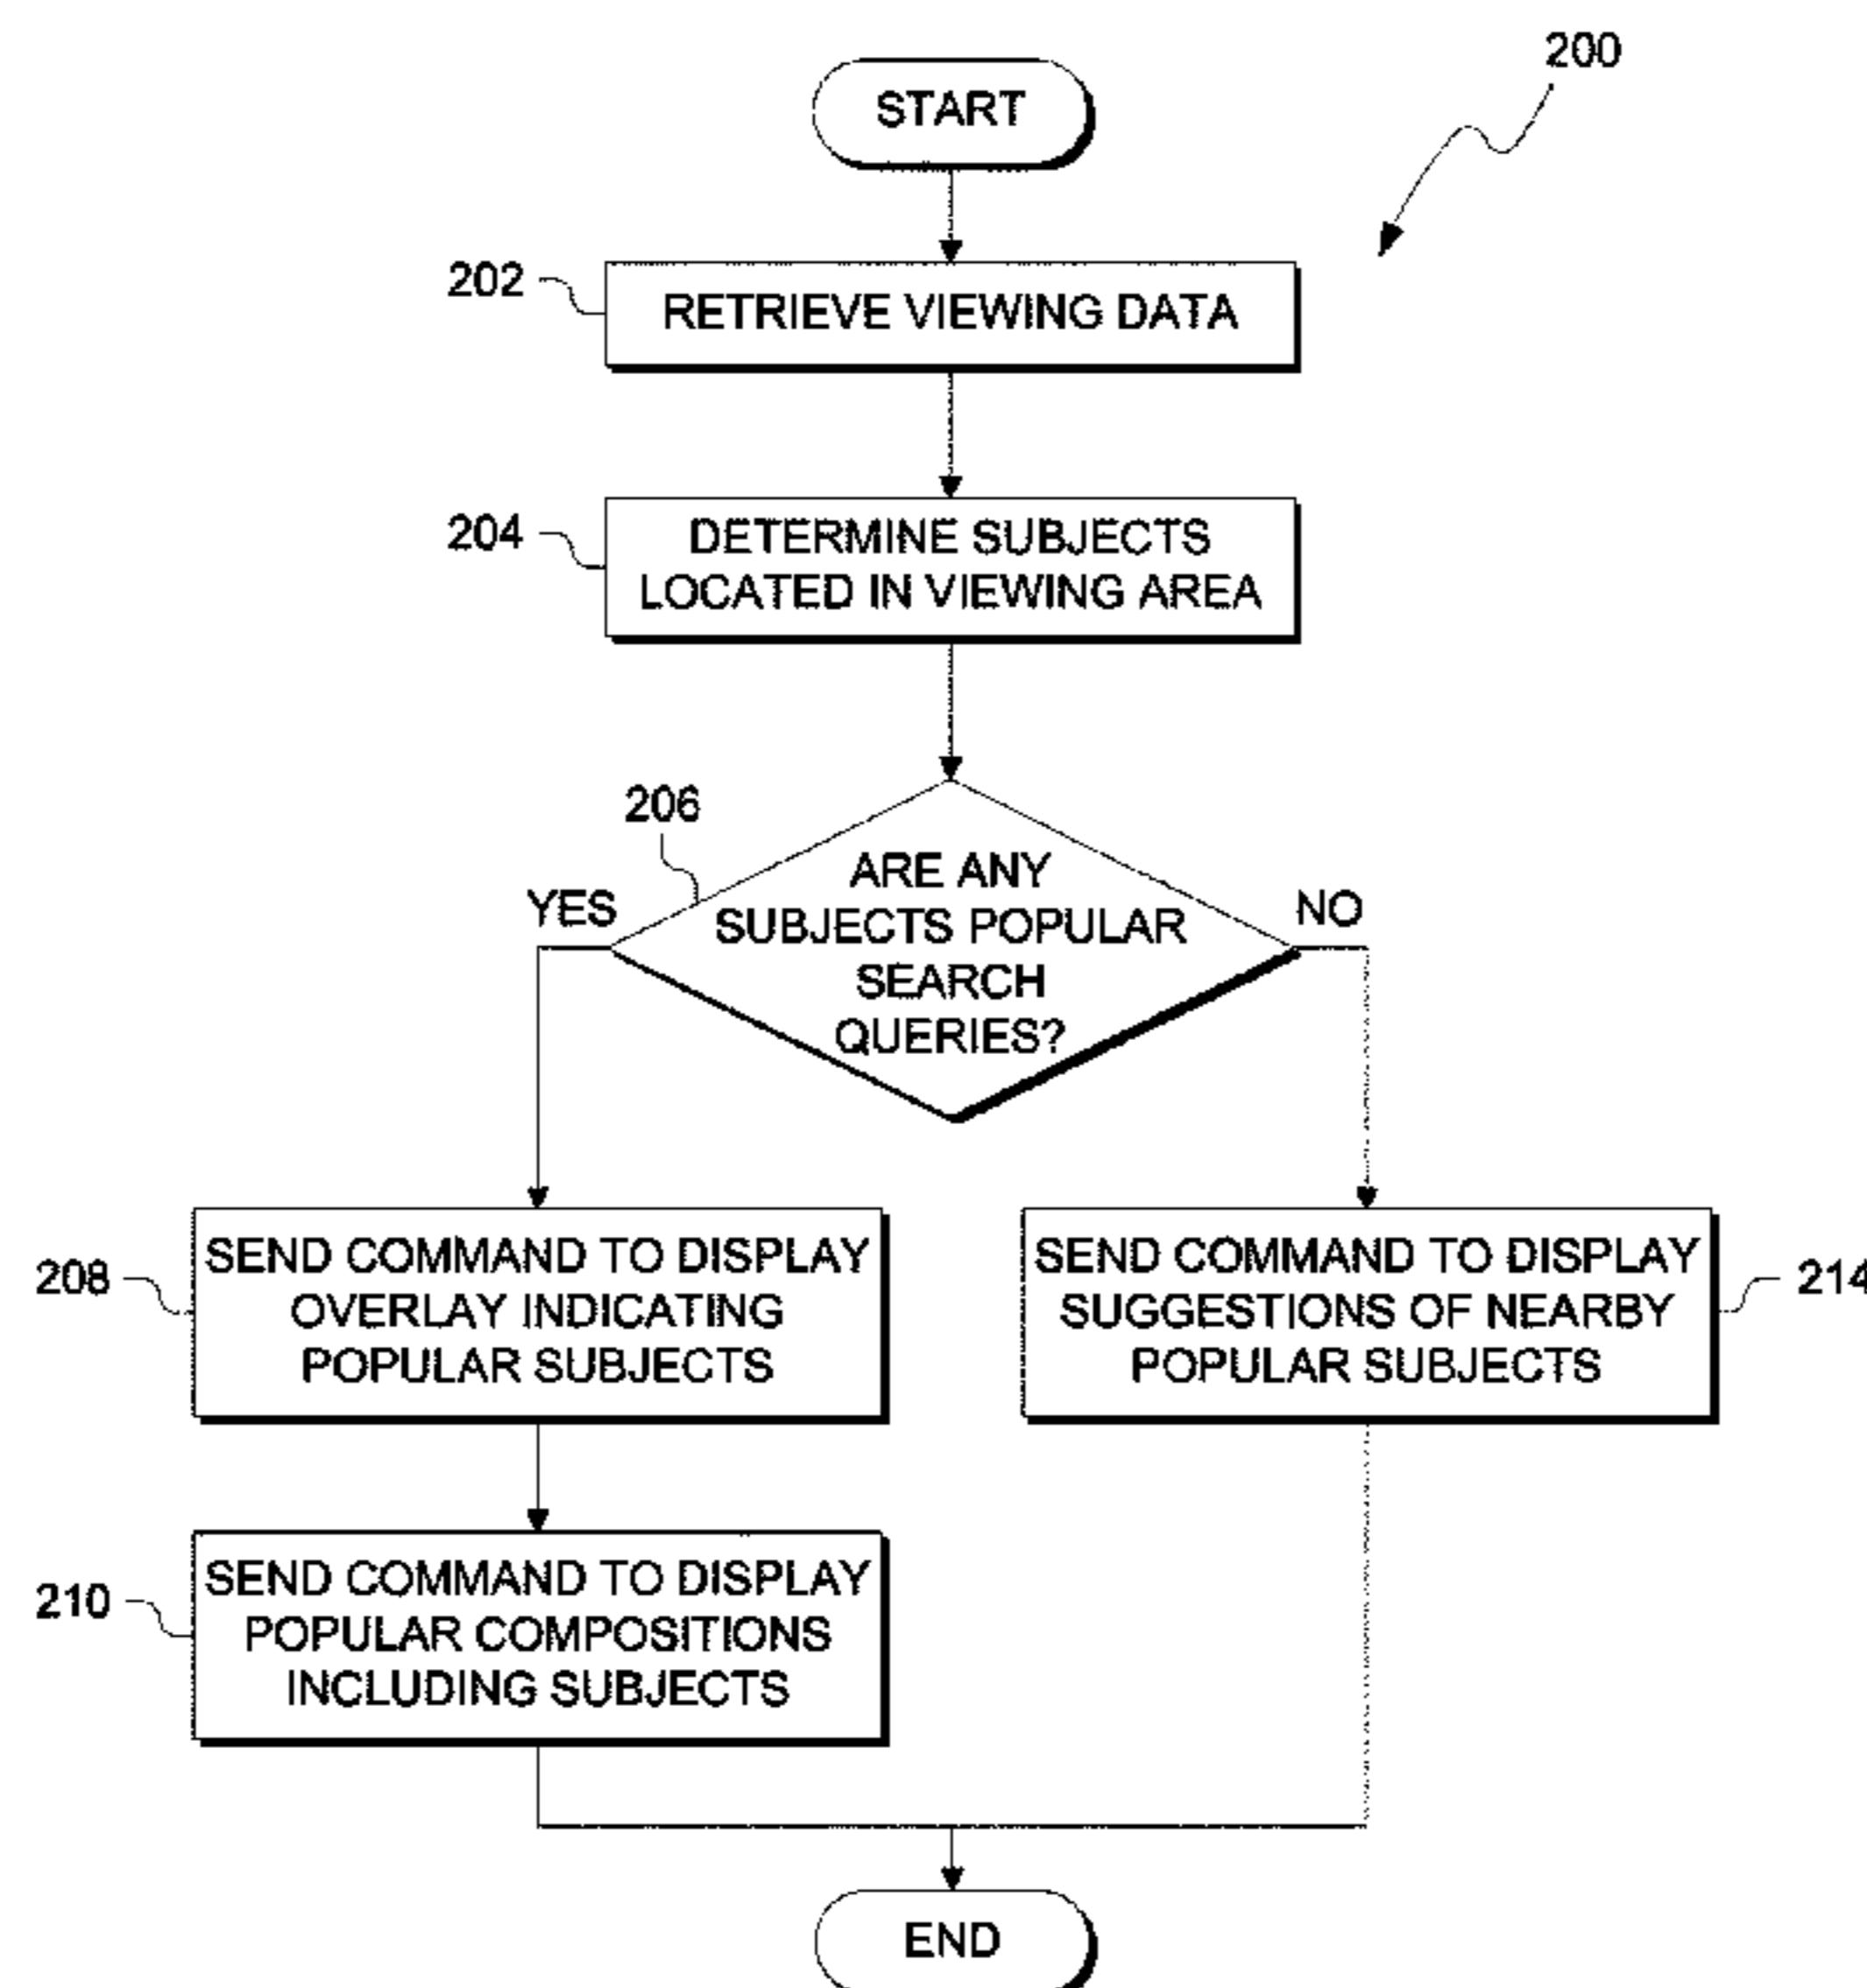 200
START
202
RETRIEVE VIEWING DATA
204
DETERMINE SUBJECTS
LOCATED IN VIEWING AREA
206
YES
NO
ARE ANY
SUBJECTS POPULAR
SEARCH
QUERIES?
208
SEND COMMAND TO DISPLAY
OVERLAY INDICATING
POPULAR SUBJECTS
SEND COMMAND TO DISPLAY
SUGGESTIONS OF NEARBY
POPULAR SUBJECTS
214
210
SEND COMMAND TO DISPLAY
POPULAR COMPOSITIONS
INCLUDING SUBJECTS
END